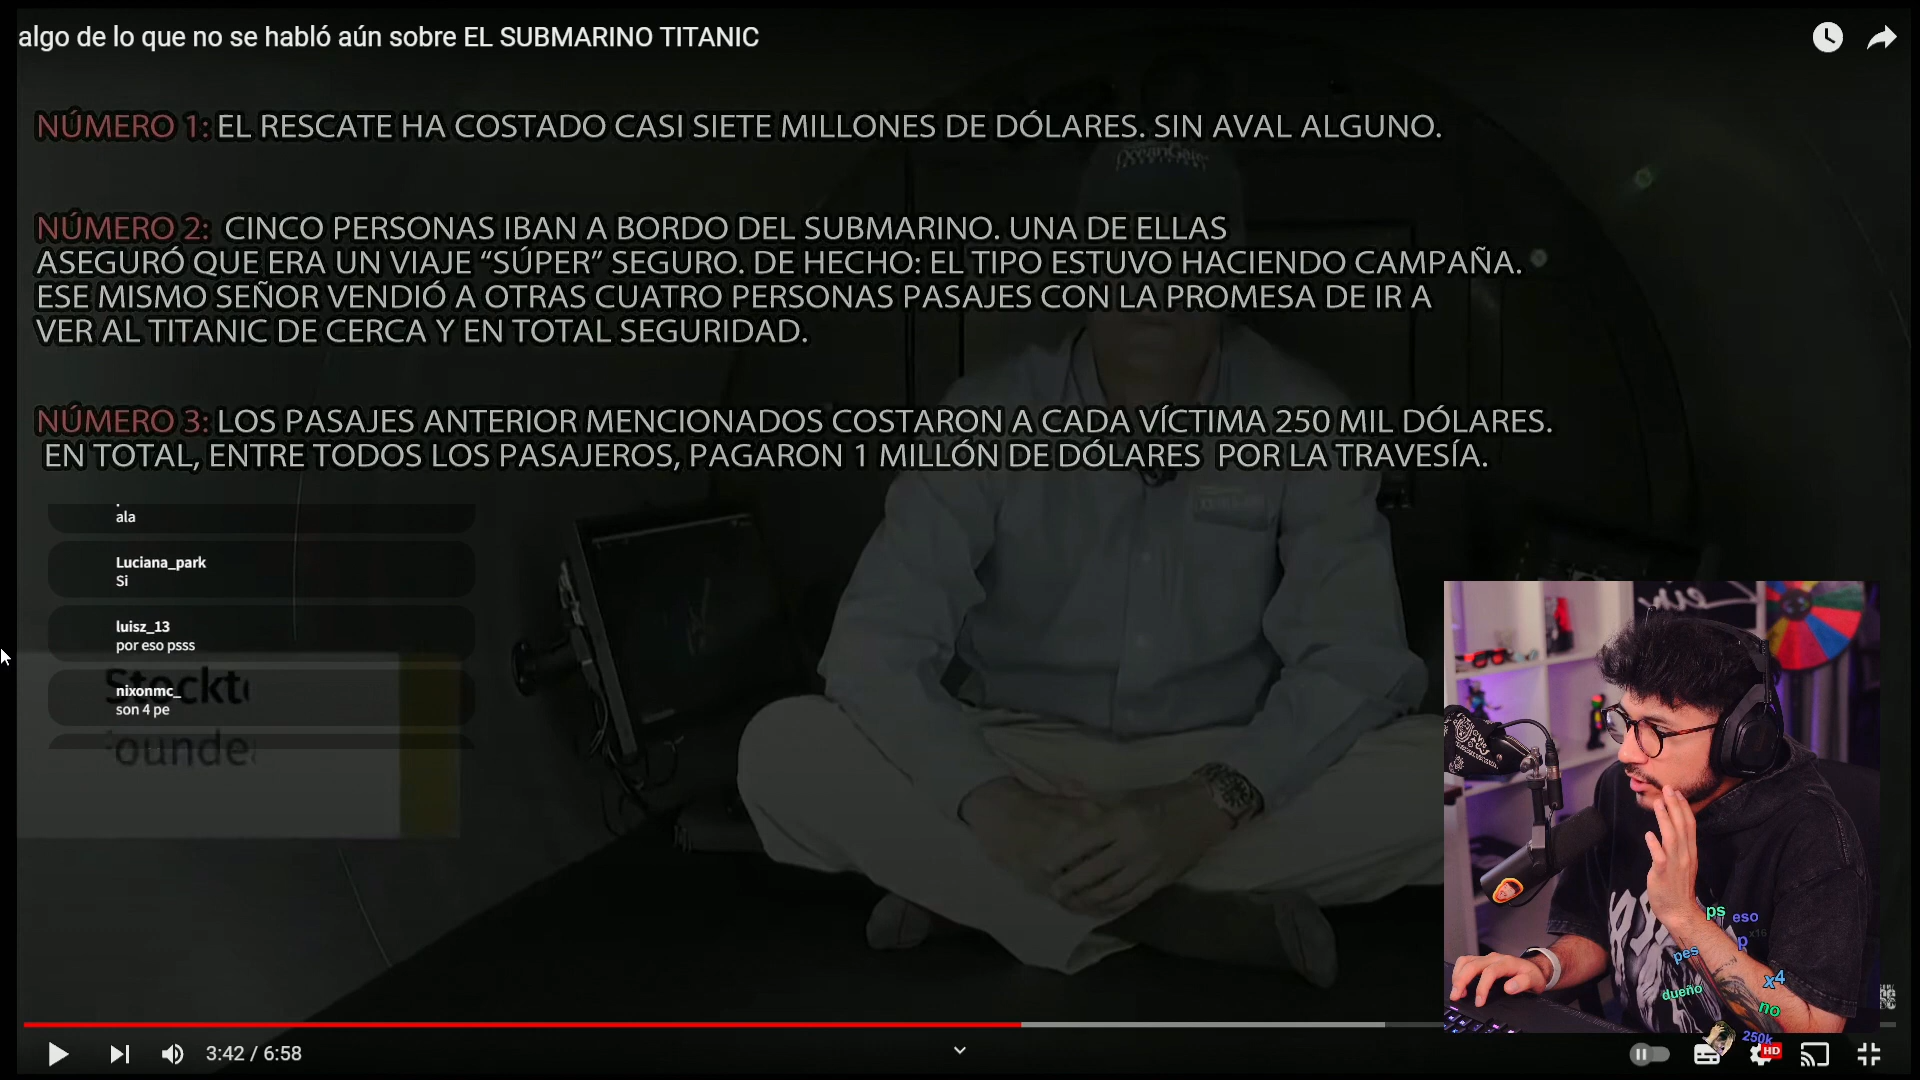 algo de lo que no se habló aún sobre EL SUBMARINO TITANIC
NÚMERO 1: EL RESCATE HA COSTADO CASI SIETE MILLONES DE DÓLARES. SIN AVAL ALGUNO.
OceanGate
NÚMERO 2: CINCO PERSONAS IBAN A BORDO DEL SUBMARINO. UNA DE ELLAS
ASEGURÓ QUE ERA UN VIAJE “SÚPER” SEGURO. DE HECHO: EL TIPO ESTUVO HACIENDO CAMPAÑA.
ESE MISMO SEÑOR VENDIÓ A OTRAS CUATRO PERSONAS PASAJES CON LA PROMESA DE IR A
VER AL TITANIC DE CERCA Y EN TOTAL SEGURIDAD.
NÚMERO 3: LOS PASAJES ANTERIOR MENCIONADOS COSTARON A CADA VÍCTIMA 250 MIL DÓLARES.
EN TOTAL, ENTRE TODOS LOS PASAJEROS, PAGARON 1 MILLÓN DE DÓLARES POR LA TRAVESÍA.
ala
Luciana_park
Si
luisz_13
por eso psss
Stockto
nixonmc_
son 4 pe
ounde
ps eso
x16
p
pes
x4
dueño
no
250k
3:42 / 6:58
HD